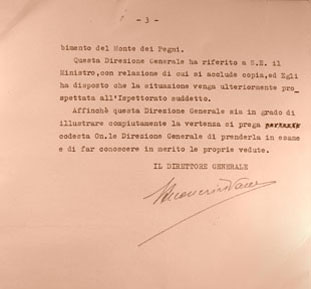 - 3 -
bimento del Monte dei Pegni.
Questa Direzione Generale ha riferito a S.E. il
Ministro, con relazione di cui si acclude copia, ed Egli
ha disposto che la situazione venga ulteriormente pro_
spettata all'Ispettorato suddetto.
Affinchè questa Direzione Generale sia in grado di
illustrare compiutamente la vertenza si prega
codesta On.le Direzione Generale di prenderla in esame
e di far conoscere in merito le proprie vedute.
IL DIRETTORE GENERALE